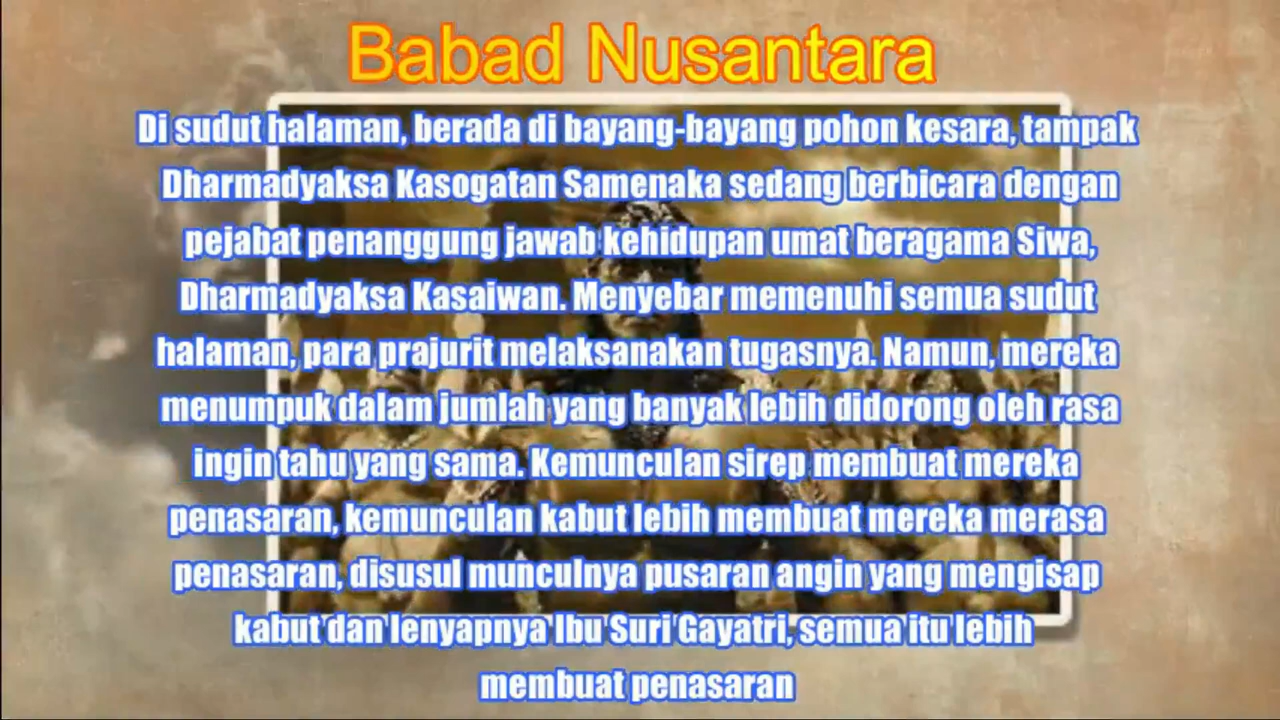 Babad Nusantara
Di sudut halaman, berada di bayang-bayang pohon kesara, tampak
Dharmadyaksa Kasogatan Samenaka sedang berbicara dengan
pejabat penanggung jawab kehidupan umat beragama Siwa,
Dharmadyaksa Kasaiwan. Menyebar memenuhi semua sudut
halaman, para prajurit melaksanakan tugasnya. Namun, mereka
menumpuk dalam jumlah yang banyak lebih didorong oleh rasa
ingin tahu yang sama. Kemunculan sirep membuat mereka
penasaran, kemunculan kabut lebih membuat mereka merasa
penasaran, disusul munculnya pusaran angin yang mengisap
kabut dan lenyapnya Ibu Suri Gayatri, semua itu lebih
membuat penasaran